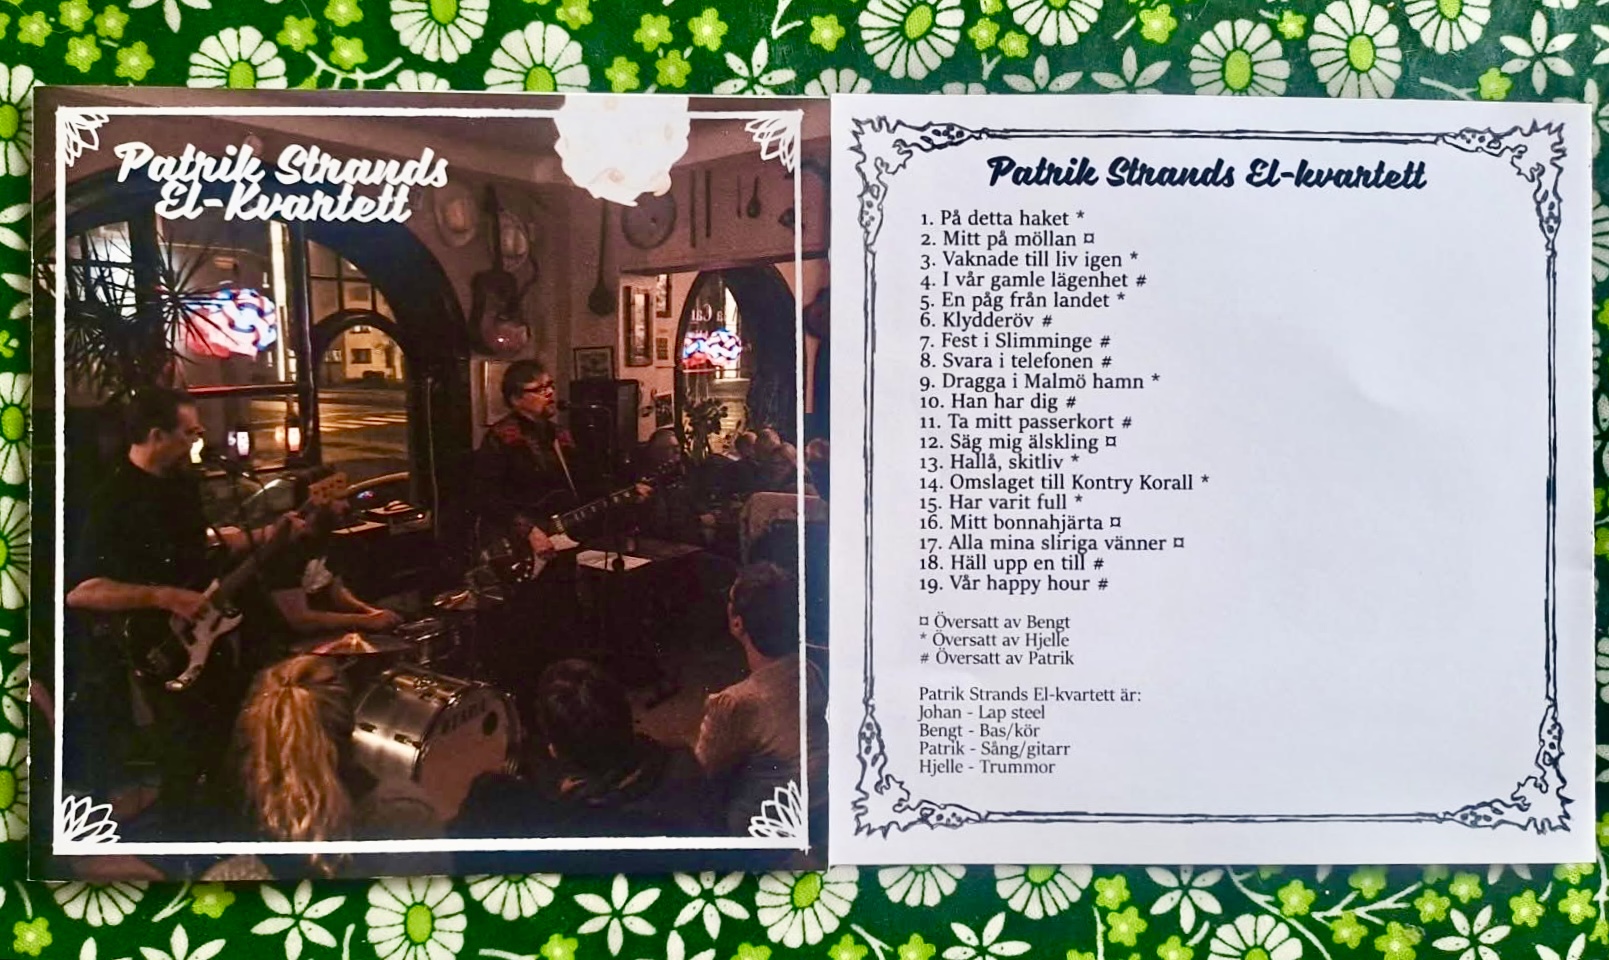 Patrik Strands
El-Kvartett
TAMA
Patrik Strands El-kvartett
1. På detta haket *
2. Mitt på möllan ¤
3. Vaknade till liv igen *
4. I vår gamle lägenhet #
5. En påg från landet *
6. Klydderöv #
7. Fest i Slimminge #
8. Svara i telefonen #
9. Dragga i Malmö hamn *
10. Han har dig #
11. Ta mitt passerkort #
12. Säg mig älskling ¤
13. Hallå, skitliv *
14. Omslaget till Kontry Korall *
15. Har varit full *
16. Mitt bonnahjärta ¤
17. Alla mina sliriga vänner ¤
18. Häll upp en till #
19. Vår happy hour #
¤ Översatt av Bengt
* Översatt av Hjelle
# Översatt av Patrik
Patrik Strands El-kvartett är:
Johan - Lap steel
Bengt - Bas/kör
Patrik - Sång/gitarr
Hjelle - Trummor